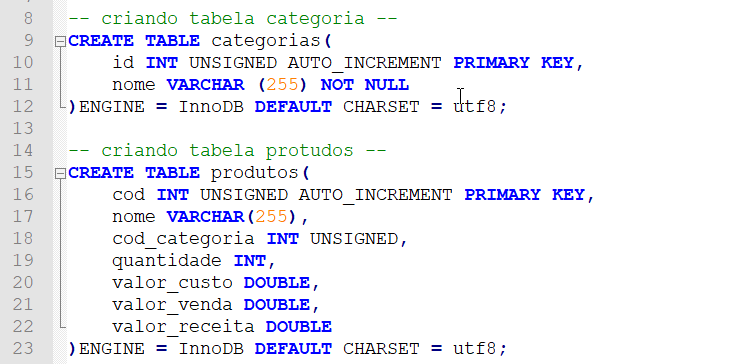 8 -- criando tabela categoria --
9 CREATE TABLE categorias(
10 id INT UNSIGNED AUTO_INCREMENT PRIMARY KEY,
11 nome VARCHAR (255) NOT NULL
12 )ENGINE = InnoDB DEFAULT CHARSET = utf8;
13
14 -- criando tabela protudos --
15 CREATE TABLE produtos(
16 cod INT UNSIGNED AUTO_INCREMENT PRIMARY KEY,
17 nome VARCHAR(255),
18 cod_categoria INT UNSIGNED,
19 quantidade INT,
20 valor_custo DOUBLE,
21 valor_venda DOUBLE,
22 valor_receita DOUBLE
23 )ENGINE = InnoDB DEFAULT CHARSET = utf8;